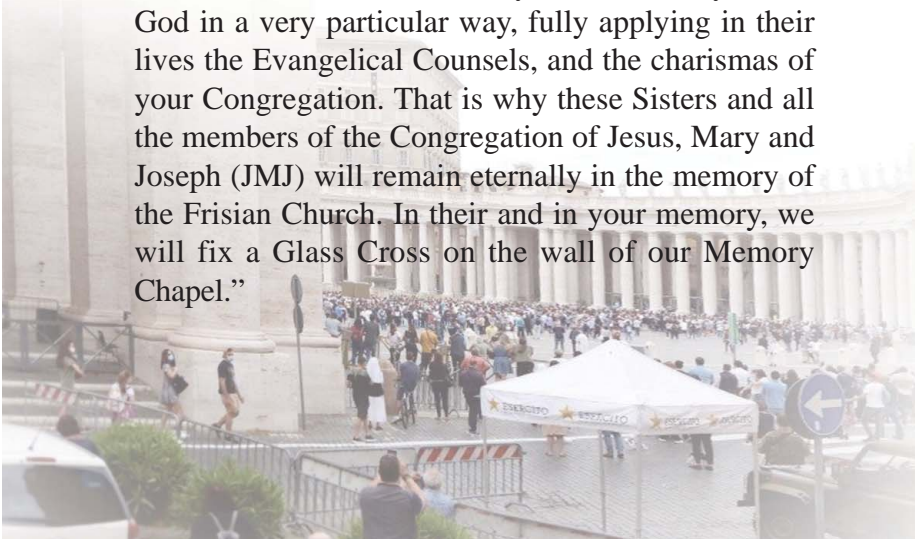 God in a very particular way, fully applying in their
lives the Evangelical Counsels, and the charismas of
your Congregation. That is why these Sisters and all
the members of the Congregation of Jesus, Mary and
Joseph (JMJ) will remain eternally in the memory of
the Frisian Church. In their and in your memory, we
will fix a Glass Cross on the wall of our Memory
Chapel.”
ESERCITO ESERCITO ESERCITO